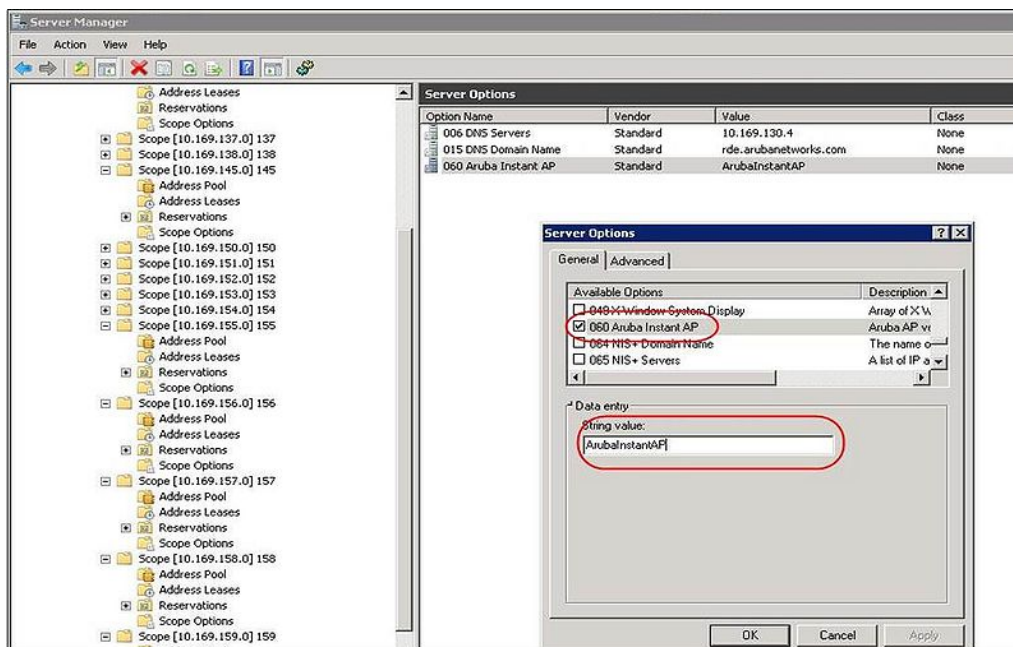 Server Manager
File Action View Help
Address Leases
Reservations
Scope Options
Scope [10.169.137.0] 137
Scope [10.169.138.0] 138
Scope [10.169.145.0] 145
Address Pool
Address Leases
Reservations
Scope Options
Scope [10.169.150.0] 150
Scope [10.169.151.0] 151
Scope [10.169.152.0] 152
Scope [10.169.153.0] 153
Scope [10.169.154.0] 154
Scope [10.169.155.0] 155
Address Pool
Address Leases
Reservations
Scope Options
Scope [10.169.156.0] 156
Address Pool
Address Leases
Reservations
Scope Options
Scope [10.169.157.0] 157
Address Pool
Address Leases
Reservations
Scope Options
Scope [10.169.158.0] 158
Address Pool
Address Leases
Reservations
Scope Options
Scope [10.169.159.0] 159
Server Options
Option Name Vendor Value Class
006 DNS Servers Standard 10.169.130.4 None
015 DNS Domain Name Standard rde.arubanetworks.com None
060 Aruba Instant AP Standard ArubaInstantAP None
Server Options
General Advanced
Available Options Description
049 X Window System Display Array of X W
060 Aruba Instant AP Aruba AP ve
064 NIS+ Domain Name The name o
065 NIS+ Servers A list of IP a
Data entry
String value:
ArubaInstantAP
OK Cancel Apply